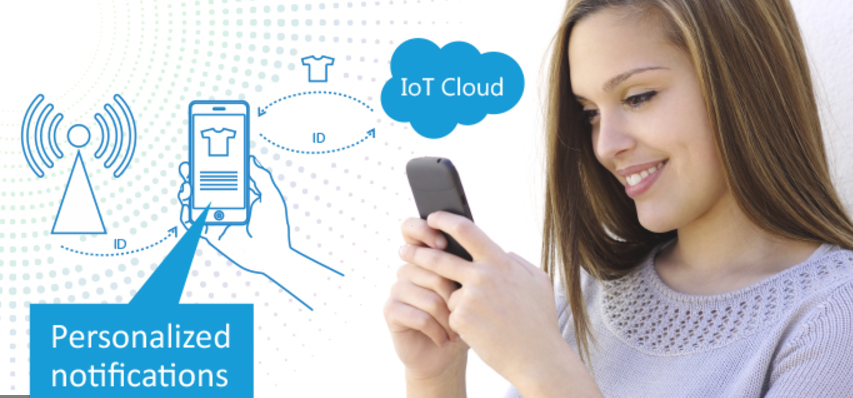 IoT Cloud
ID
ID
Personalized
notifications